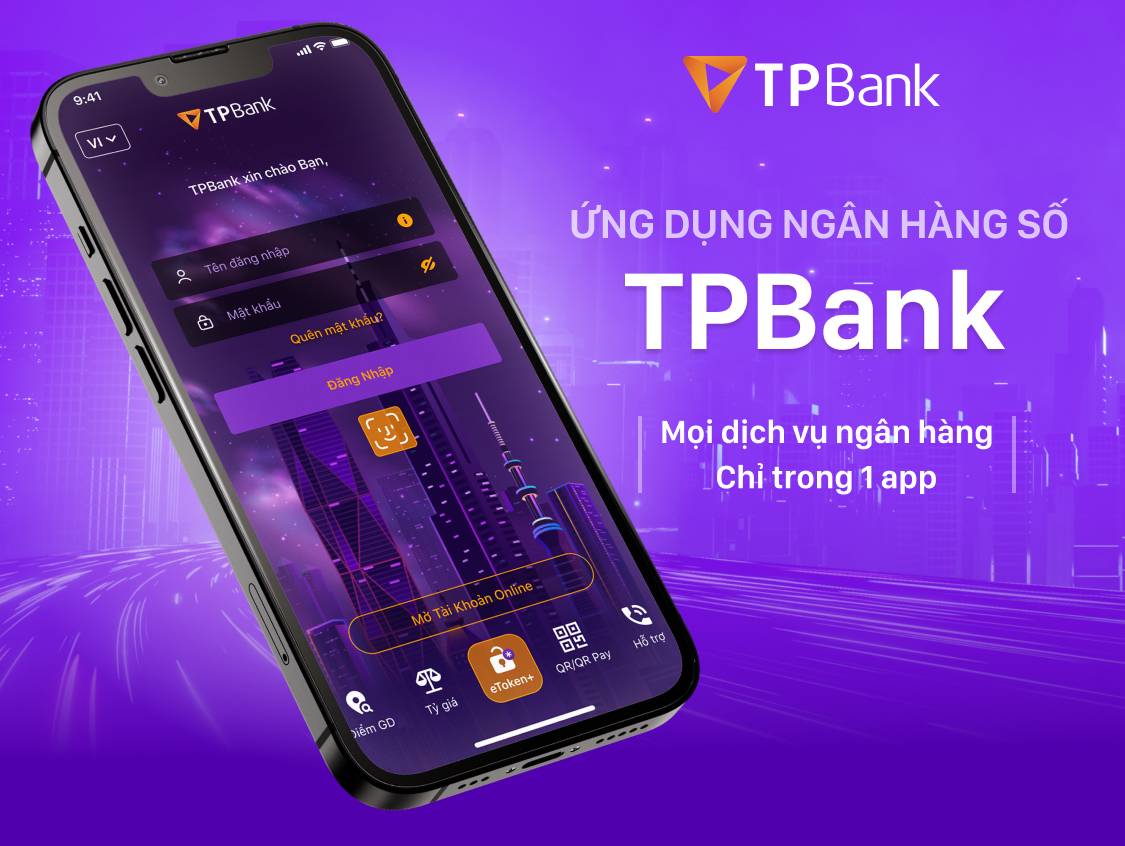 9:41
VI
TPBank
TPBank xin chào Bạn,
Tên đăng nhập
Mật khẩu
Quên mật khẩu?
Đăng Nhập
Mở Tài Khoản Online
Điểm GD
Tỷ giá
eToken+
QR/QR Pay
Hỗ trợ
TPBank
ỨNG DỤNG NGÂN HÀNG SỐ
TPBank
Mọi dịch vụ ngân hàng
Chỉ trong 1 app